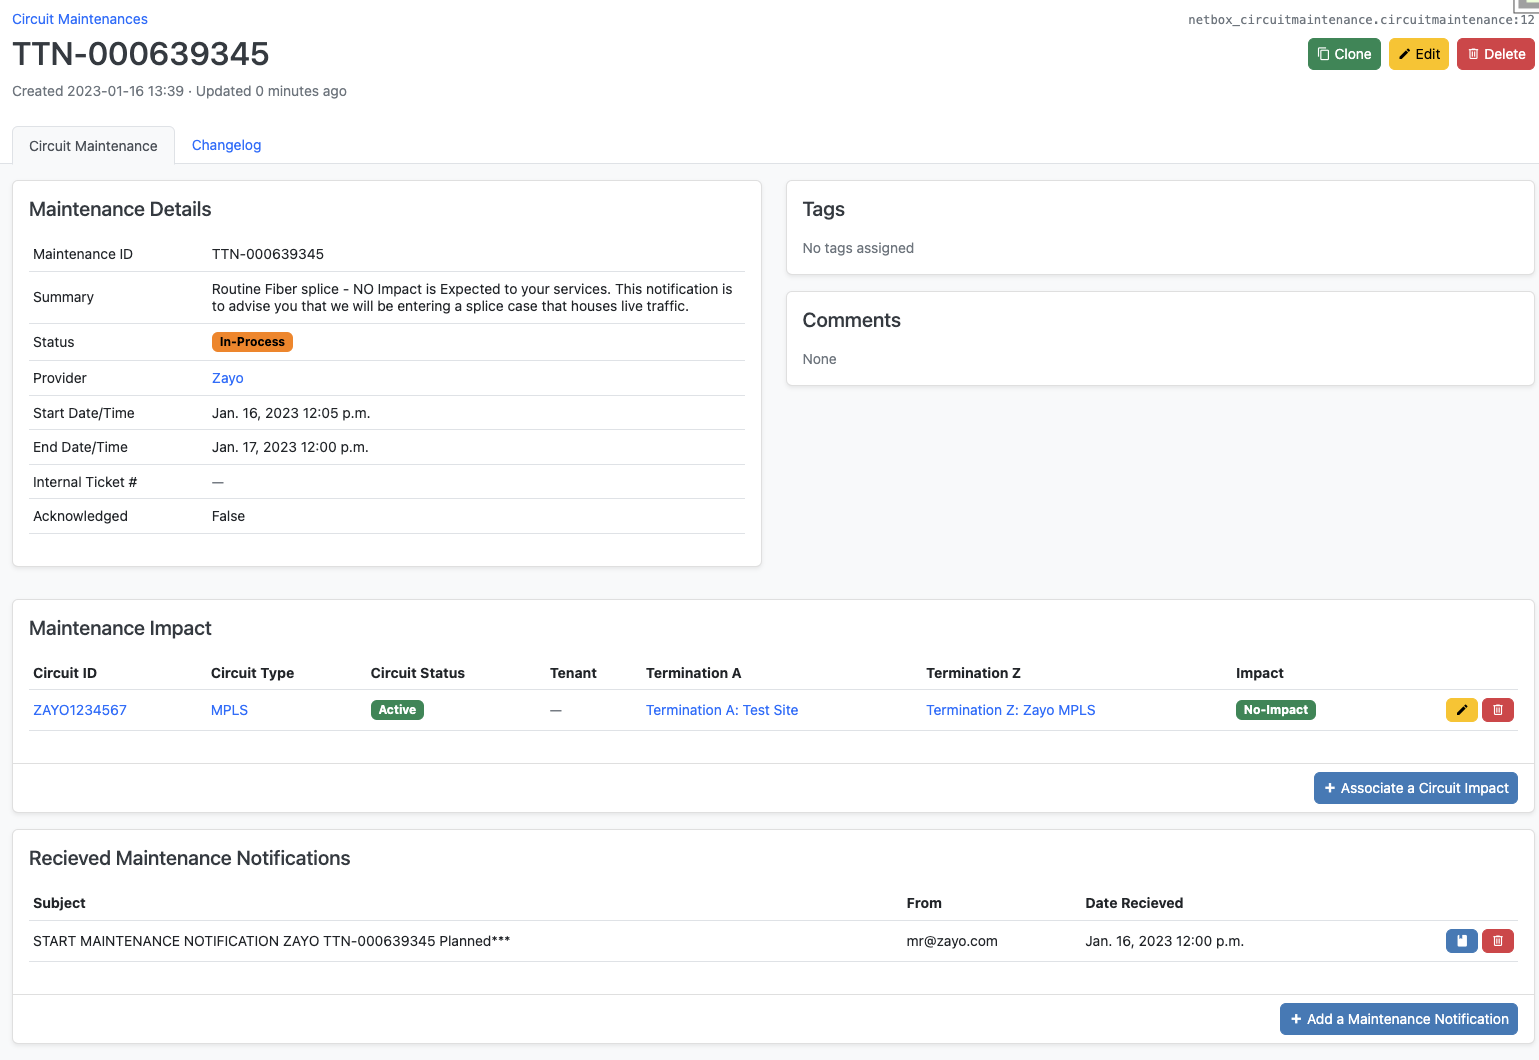 Circuit Maintenances
netbox_circuitmaintenance.circuitmaintenance:12
TTN-000639345
Clone
Edit
Delete
Created 2023-01-16 13:39 · Updated 0 minutes ago
Circuit Maintenance
Changelog
Maintenance Details
Maintenance ID TTN-000639345
Summary Routine Fiber splice - NO Impact is Expected to your services. This notification is
to advise you that we will be entering a splice case that houses live traffic.
Status In-Process
Provider Zayo
Start Date/Time Jan. 16, 2023 12:05 p.m.
End Date/Time Jan. 17, 2023 12:00 p.m.
Internal Ticket # —
Acknowledged False
Tags
No tags assigned
Comments
None
Maintenance Impact
Circuit ID Circuit Type Circuit Status Tenant Termination A Termination Z Impact
ZAYO1234567 MPLS Active — Termination A: Test Site Termination Z: Zayo MPLS No-Impact
+ Associate a Circuit Impact
Recieved Maintenance Notifications
Subject From Date Recieved
START MAINTENANCE NOTIFICATION ZAYO TTN-000639345 Planned*** mr@zayo.com Jan. 16, 2023 12:00 p.m.
+ Add a Maintenance Notification